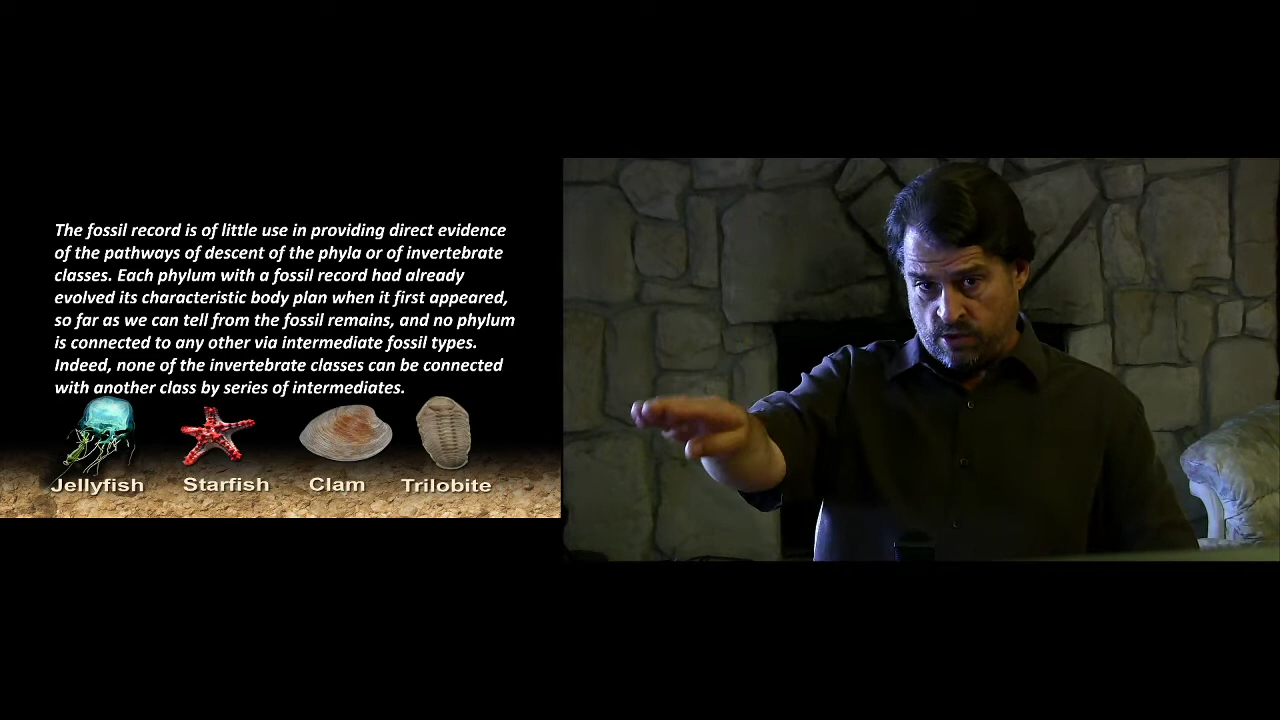 The fossil record is of little use in providing direct evidence
of the pathways of descent of the phyla or of invertebrate
classes. Each phylum with a fossil record had already
evolved its characteristic body plan when it first appeared,
so far as we can tell from the fossil remains, and no phylum
is connected to any other via intermediate fossil types.
Indeed, none of the invertebrate classes can be connected
with another class by series of intermediates.
Jellyfish Starfish Clam Trilobite